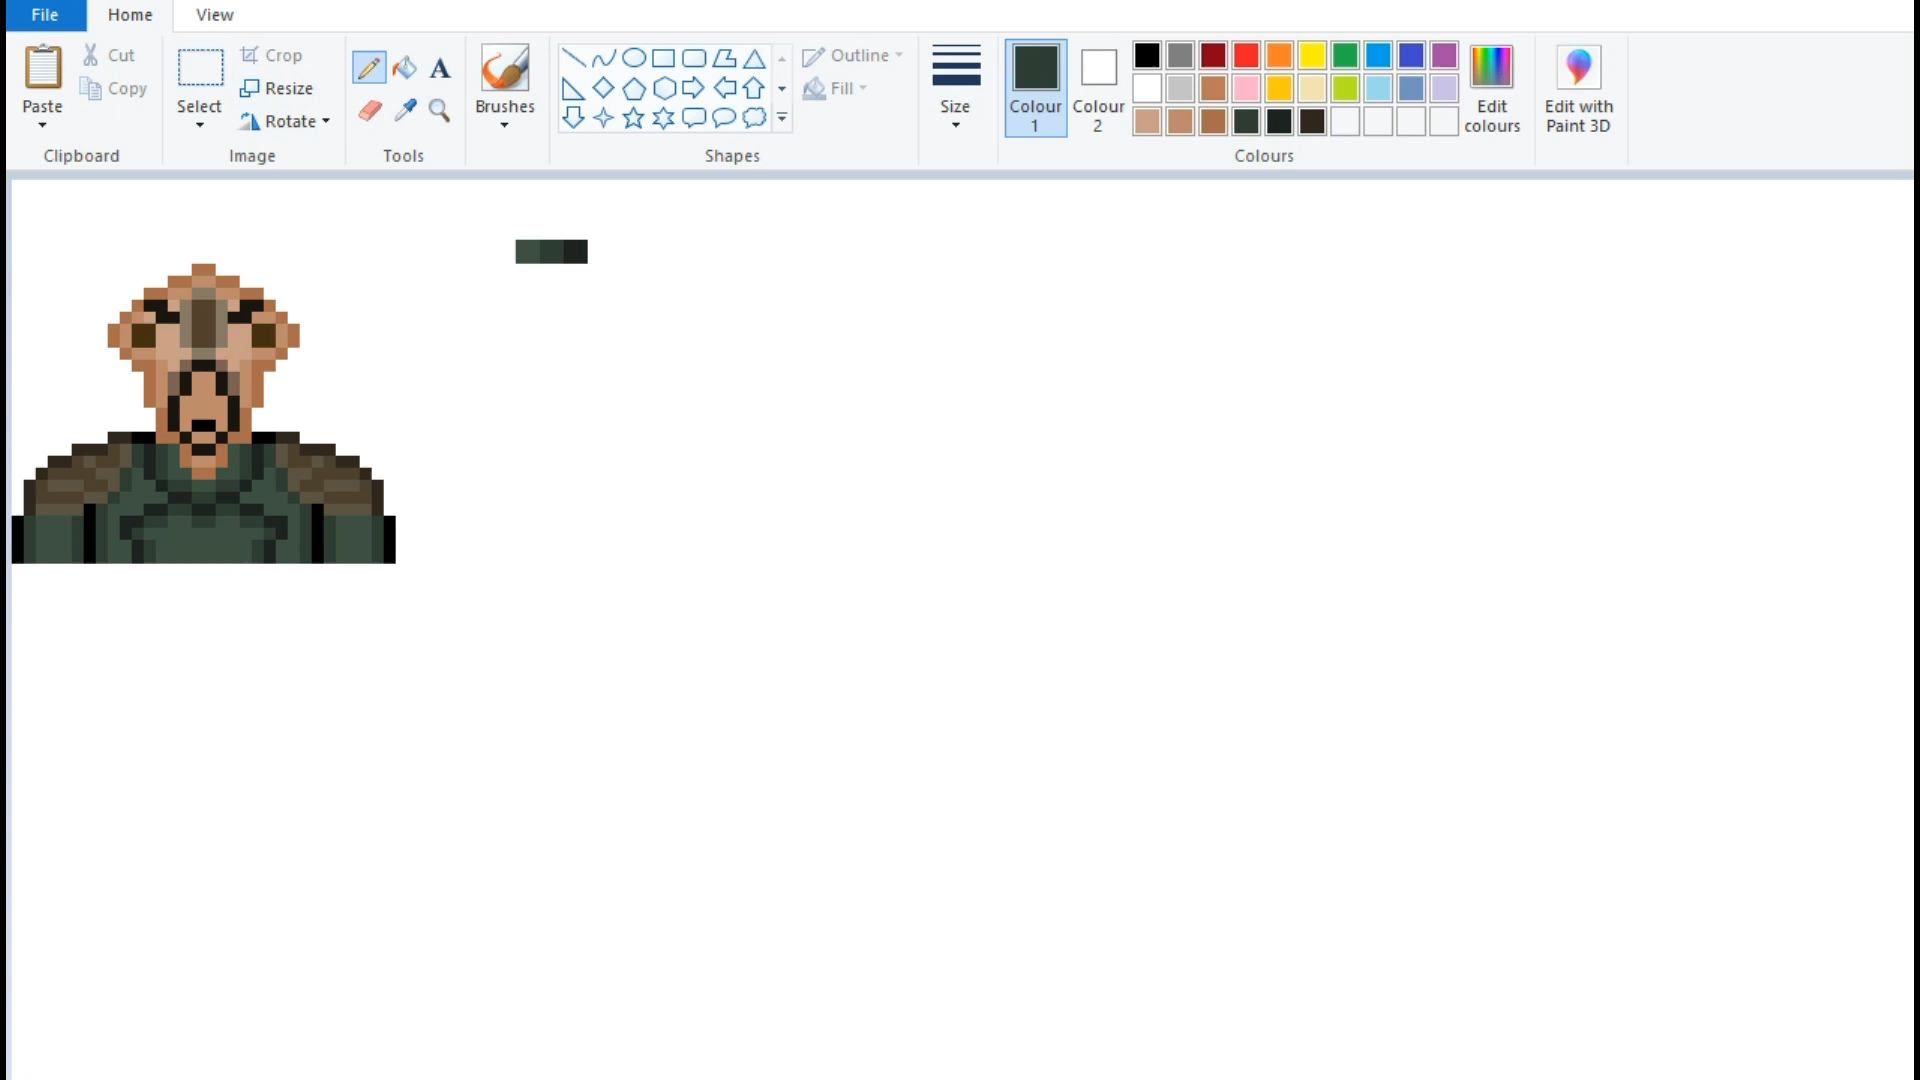 File Home View
Paste
Cut
Copy
Clipboard
Select
Crop
Resize
Rotate
Image
A
Tools
Brushes
Outline
Fill
Shapes
Size
Colour
1
Colour
2
Edit
colours
Colours
Edit with
Paint 3D